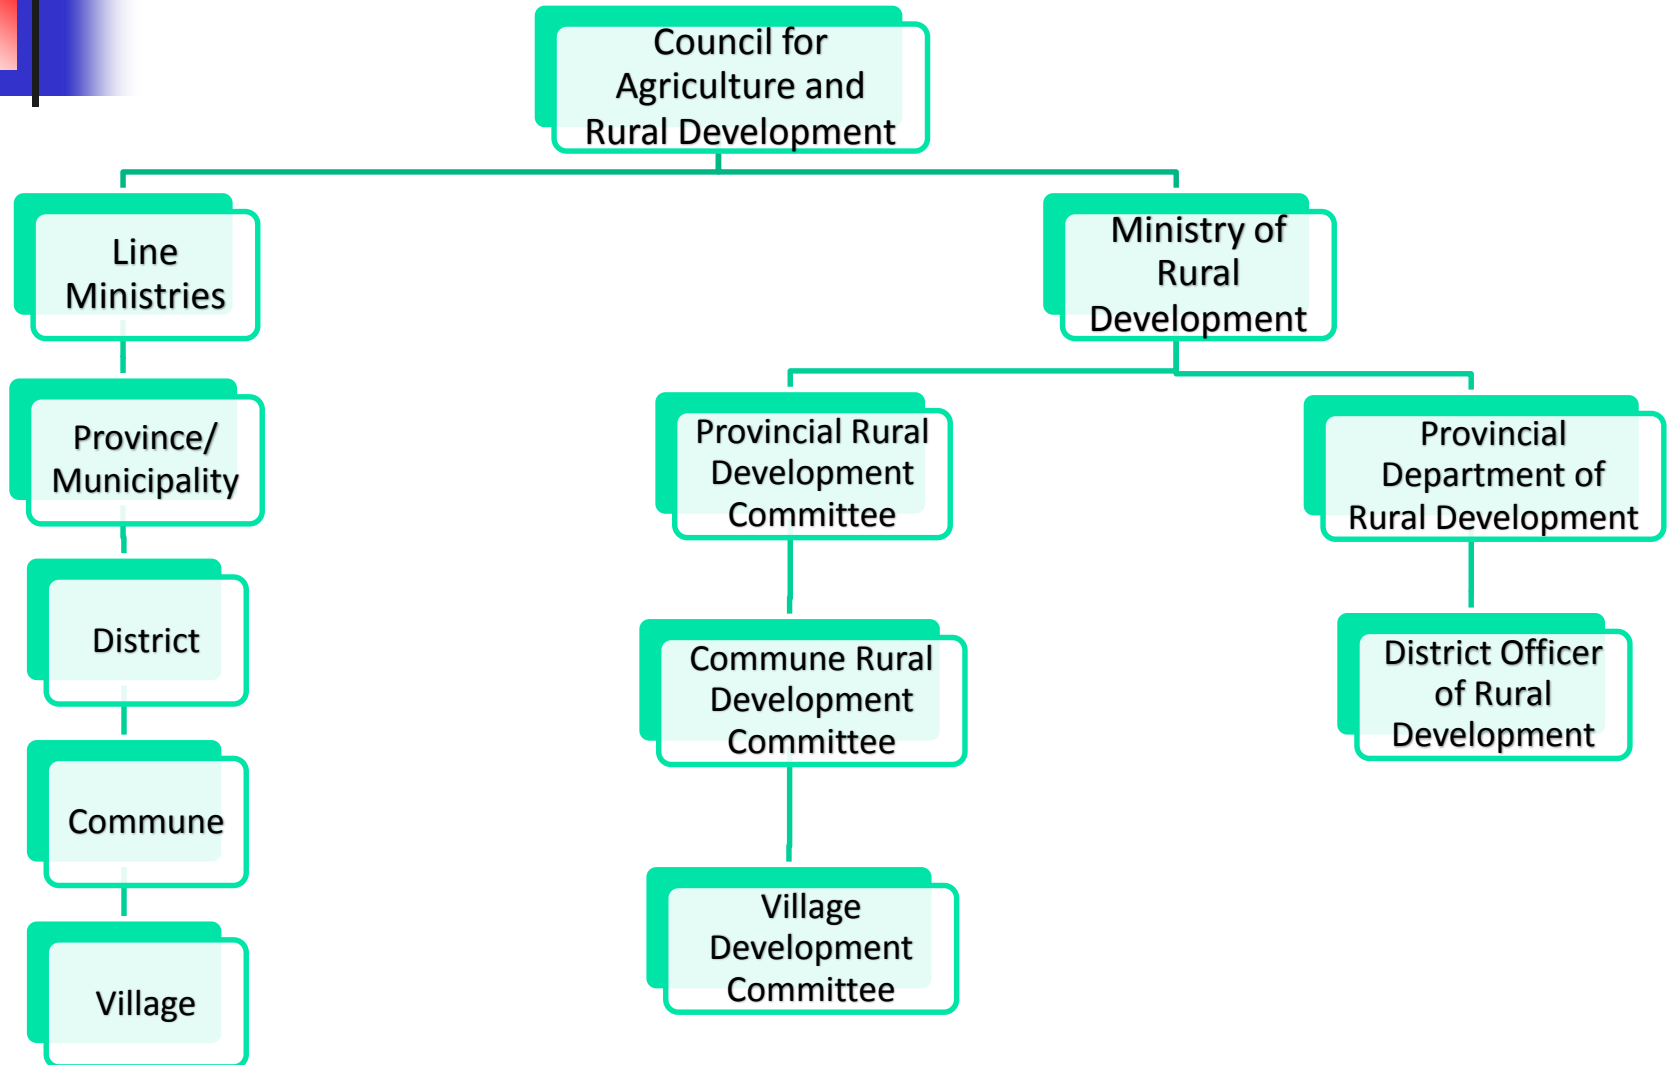 Council for
Agriculture and
Rural Development
Line
Ministries
Ministry of
Rural
Development
Province/
Municipality
Provincial Rural
Development
Committee
Provincial
Department of
Rural Development
District
Commune Rural
Development
Committee
District Officer
of Rural
Development
Commune
Village
Development
Committee
Village